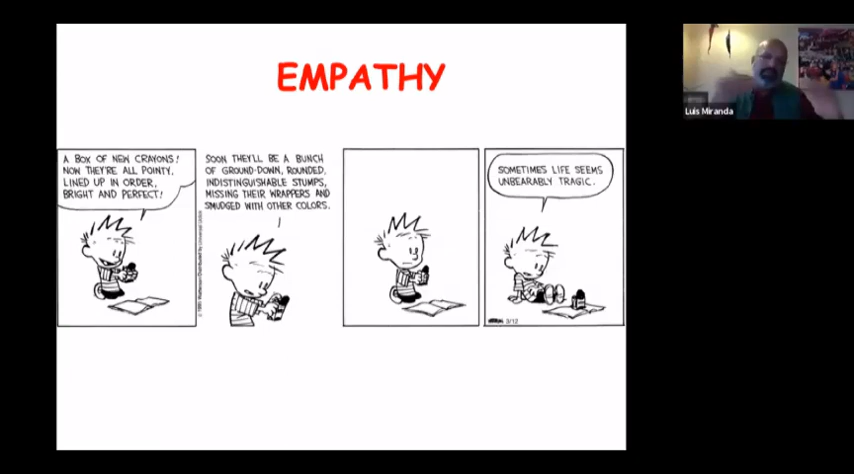 EMPATHY
A BOX OF NEW CRAYONS!
NOW THEY'RE ALL POINTY,
LINED UP IN ORDER,
BRIGHT AND PERFECT!
SOON THEY'LL BE A BUNCH
OF GROUND-DOWN, ROUNDED,
INDISTINGUISHABLE STUMPS,
MISSING THEIR WRAPPERS AND
SMUDGED WITH OTHER COLORS.
SOMETIMES LIFE SEEMS
UNBEARABLY TRAGIC.
3/12
Luis Miranda